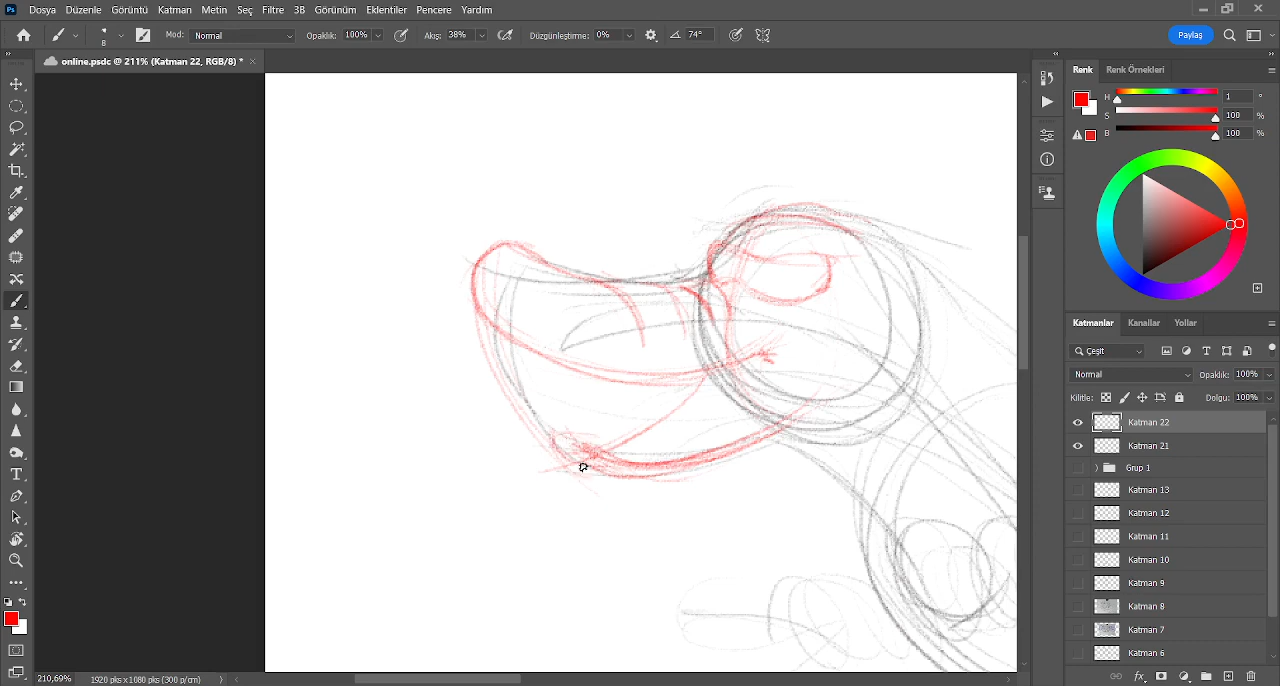 Ps Dosya Düzenle Görüntü Katman Metin Seç Filtre 3B Görünüm Eklentiler Pencere Yardım
8 Mod: Normal Opaklık: 100% Akış: 38% Düzgünleştirme: 0% 74° Paylaş
online.psdc @ 211% (Katman 22, RGB/8) *
Renk Renk Örnekleri
H 1 °
S 100 %
B 100 %
Katmanlar Kanallar Yollar
Çeşit
Normal Opaklık: 100%
Kilitle: Dolgu: 100%
Katman 22
Katman 21
Grup 1
Katman 13
Katman 12
Katman 11
Katman 10
Katman 9
Katman 8
Katman 7
Katman 6
fx
210,69% 1920 pks x 1080 pks (300 p/cm)